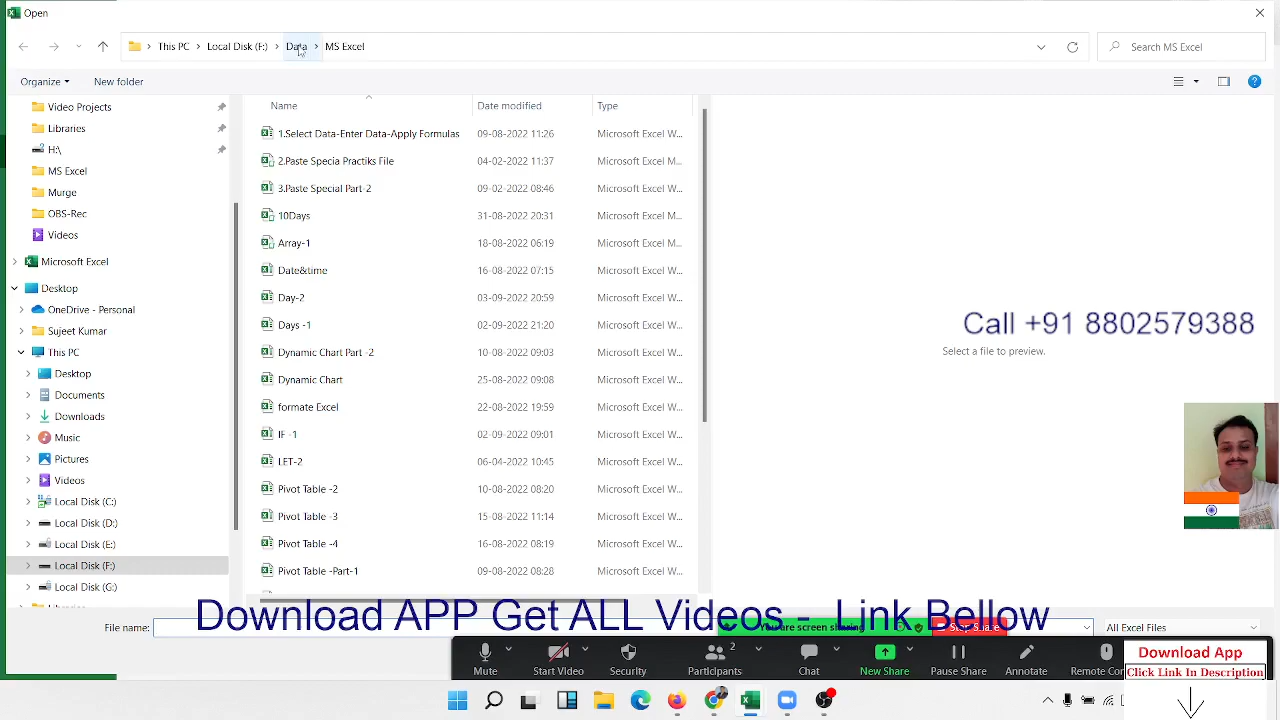 Open
This PC > Local Disk (F:) > Data > MS Excel
Search MS Excel
Organize
New folder
Name
Date modified
Type
Video Projects
Libraries
H:\
MS Excel
Murge
OBS-Rec
Videos
Microsoft Excel
Desktop
OneDrive - Personal
Sujeet Kumar
This PC
Desktop
Documents
Downloads
Music
Pictures
Videos
Local Disk (C:)
Local Disk (D:)
Local Disk (E:)
Local Disk (F:)
Local Disk (G:)
1.Select Data-Enter Data-Apply Formulas 09-08-2022 11:26 Microsoft Excel W...
2.Paste Specia Practiks File 04-02-2022 11:37 Microsoft Excel W...
3.Paste Special Part-2 09-02-2022 08:46 Microsoft Excel W...
10Days 31-08-2022 20:31 Microsoft Excel M...
Array-1 18-08-2022 06:19 Microsoft Excel M...
Date&time 16-08-2022 07:15 Microsoft Excel W...
Day-2 03-09-2022 20:59 Microsoft Excel W...
Days -1 02-09-2022 21:20 Microsoft Excel W...
Dynamic Chart Part -2 10-08-2022 09:03 Microsoft Excel W...
Dynamic Chart 25-08-2022 09:08 Microsoft Excel W...
formate Excel 22-08-2022 19:59 Microsoft Excel W...
IF -1 02-09-2022 09:01 Microsoft Excel W...
LET-2 06-04-2022 10:45 Microsoft Excel W...
Pivot Table -2 10-08-2022 08:20 Microsoft Excel W...
Pivot Table -3 15-08-2022 11:14 Microsoft Excel W...
Pivot Table -4 16-08-2022 08:19 Microsoft Excel W...
Pivot Table -Part-1 09-08-2022 08:28 Microsoft Excel W...
Call +91 8802579388
Select a file to preview.
Download APP Get ALL Videos - Link Bellow
File name:
You are screen sharing
Stop Share
All Excel Files
Mute
Start Video
Security
Participants
2
Chat
New Share
Pause Share
Annotate
Remote Co
Download App
Click Link In Description